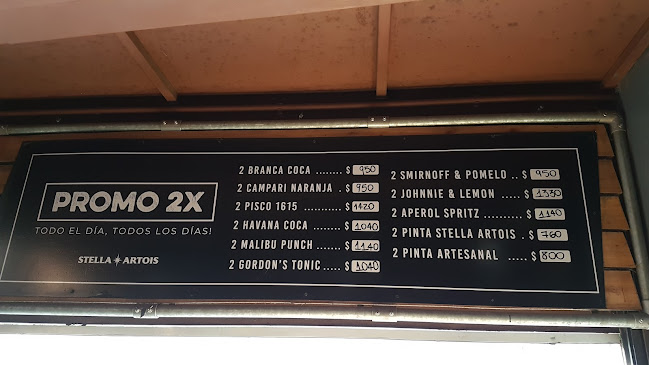 PROMO 2X
TODO EL DÍA, TODOS LOS DÍAS!
STELLA ARTOIS
2 BRANCA COCA ........ $ 950
2 CAMPARI NARANJA . $ 950
2 PISCO 1615 ............ $ 1120
2 HAVANA COCA ....... $ 1040
2 MALIBU PUNCH ....... $ 1140
2 GORDON'S TONIC ..... $ 1040
2 SMIRNOFF & POMELO .. $ 950
2 JOHNNIE & LEMON ..... $ 1330
2 APEROL SPRITZ ......... $ 1140
2 PINTA STELLA ARTOIS . $ 760
2 PINTA ARTESANAL ..... $ 800